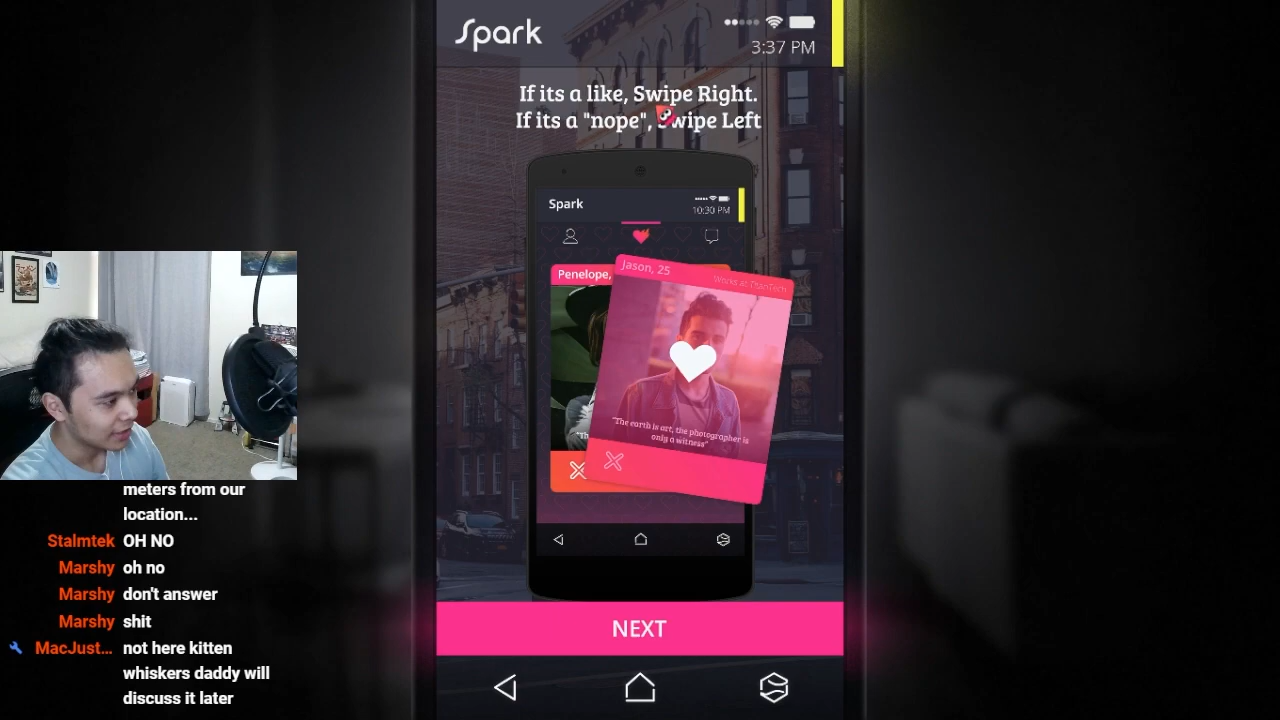 Spark
3:37 PM
If its a like, Swipe Right.
If its a "nope", Swipe Left
Spark
10:30 PM
Penelope,
Jason, 25
Works at TitanTech
"The earth is art, the photographer is
only a witness"
"Th
NEXT
meters from our
location...
Stalmtek OH NO
Marshy oh no
Marshy don't answer
Marshy shit
MacJust... not here kitten
whiskers daddy will
discuss it later